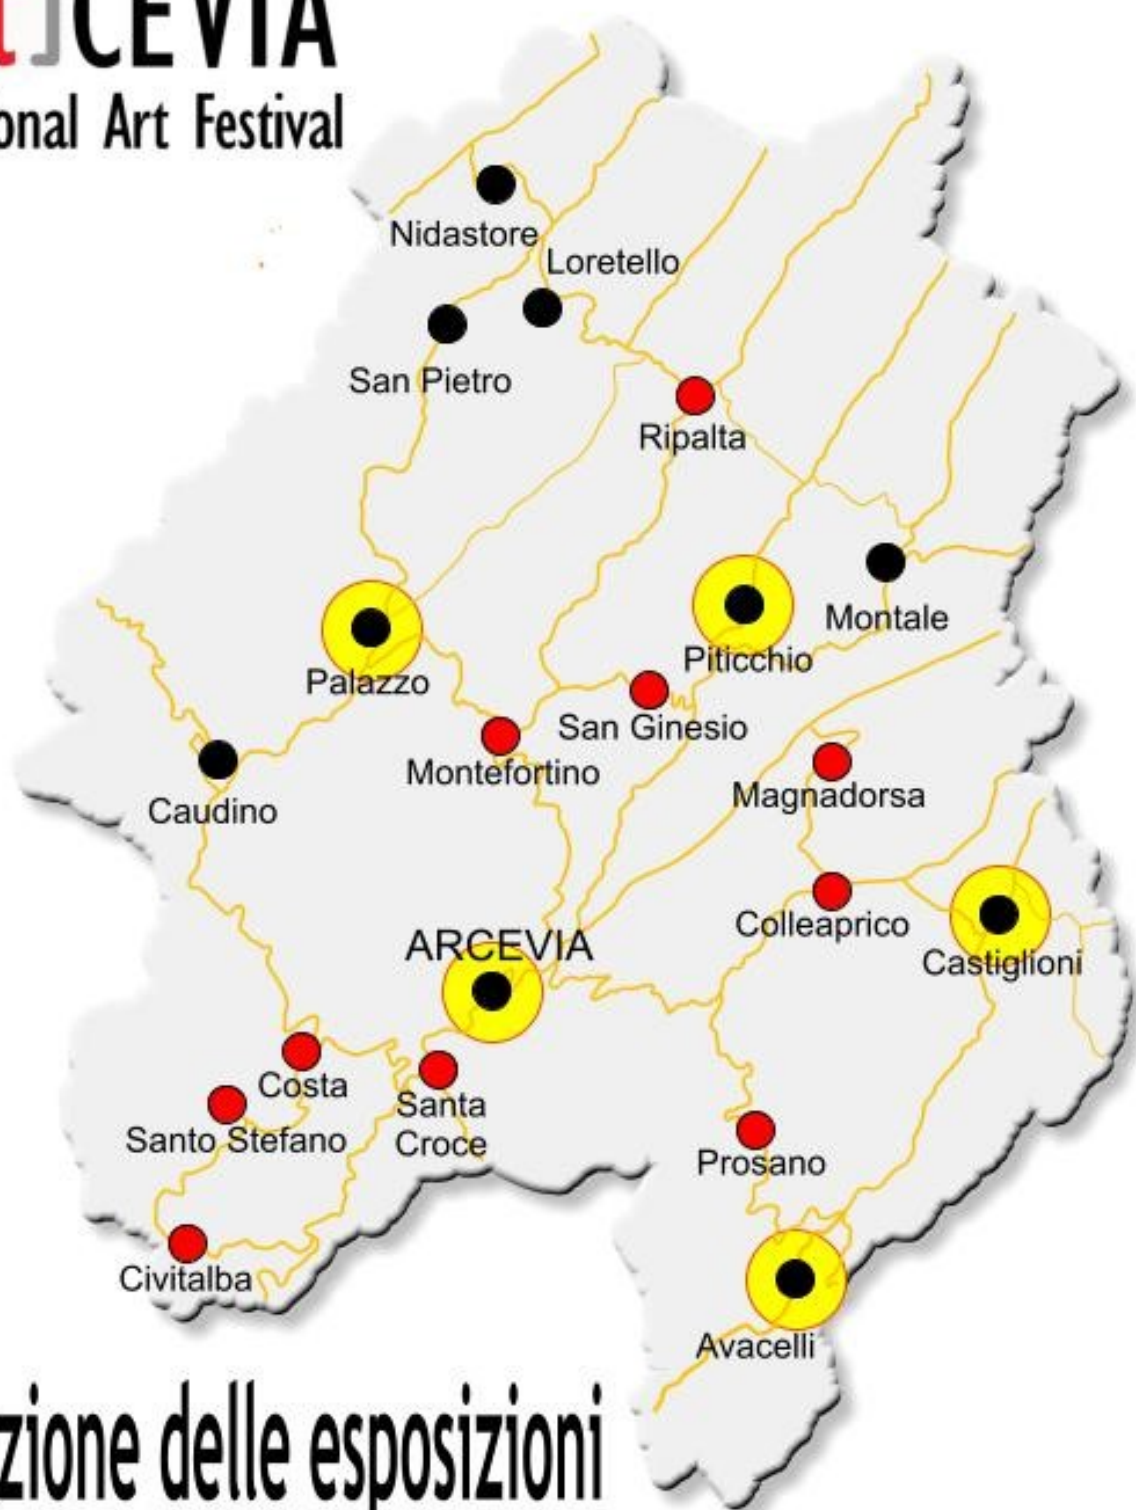 CEVIA
onal Art Festival
Nidastore
Loretello
San Pietro
Ripalta
Montale
Piticchio
Palazzo
San Ginesio
Montefortino
Magnadorsa
Caudino
Colleaprico
ARCEVIA
Castiglioni
Costa
Santa
Croce
Santo Stefano
Prosano
Civitalba
Avacelli
zione delle esposizioni